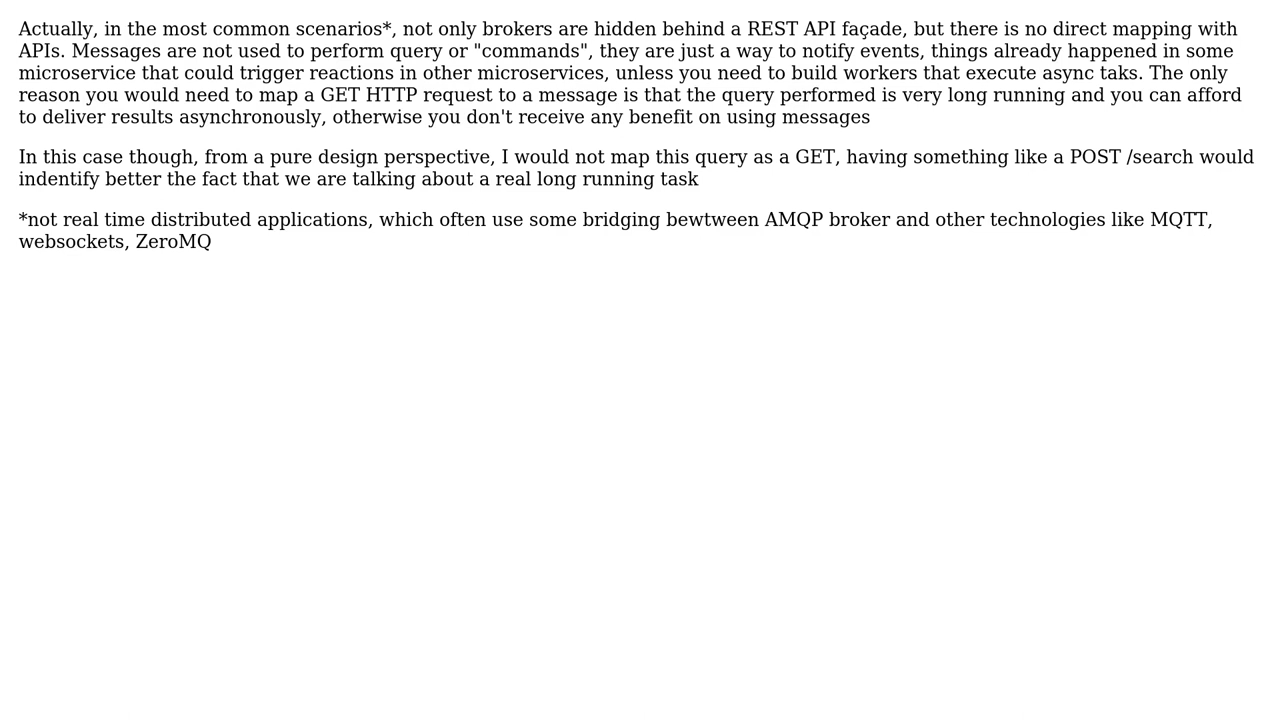 Actually, in the most common scenarios*, not only brokers are hidden behind a REST API façade, but there is no direct mapping with
APIs. Messages are not used to perform query or "commands", they are just a way to notify events, things already happened in some
microservice that could trigger reactions in other microservices, unless you need to build workers that execute async taks. The only
reason you would need to map a GET HTTP request to a message is that the query performed is very long running and you can afford
to deliver results asynchronously, otherwise you don't receive any benefit on using messages
In this case though, from a pure design perspective, I would not map this query as a GET, having something like a POST /search would
indentify better the fact that we are talking about a real long running task
*not real time distributed applications, which often use some bridging bewtween AMQP broker and other technologies like MQTT,
websockets, ZeroMQ